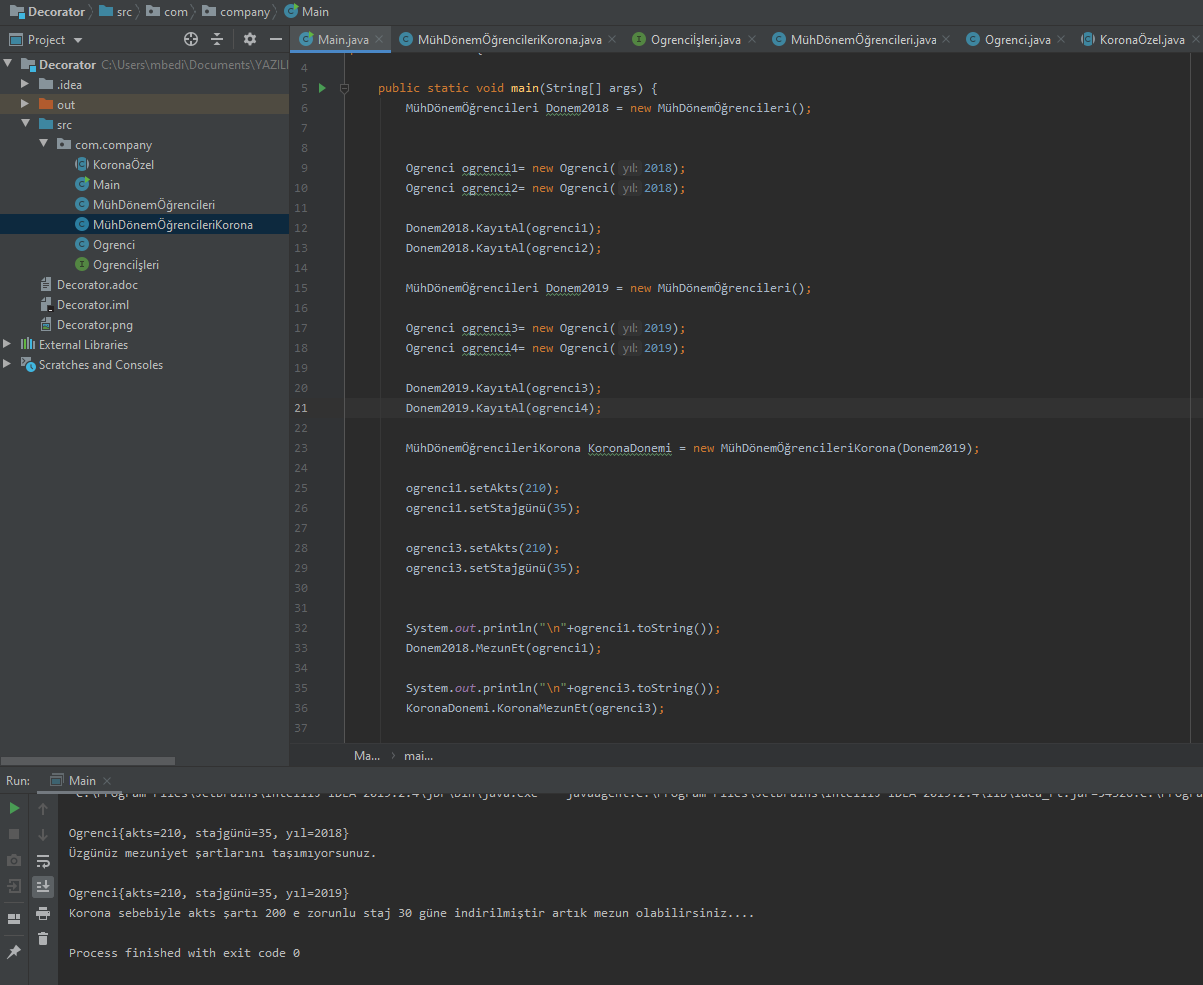 Decorator src com company Main
Project
Main.java MühDönemÖğrencileriKorona.java Ogrenciİşleri.java MühDönemÖğrencileri.java Ogrenci.java KoronaÖzel.java
Decorator C:\Users\mbedi\Documents\YAZILI
.idea
out
src
com.company
KoronaÖzel
Main
MühDönemÖğrencileri
MühDönemÖğrencileriKorona
Ogrenci
Ogrenciİşleri
Decorator.adoc
Decorator.iml
Decorator.png
External Libraries
Scratches and Consoles
4
5 public static void main(String[] args) {
6 MühDönemÖğrencileri Donem2018 = new MühDönemÖğrencileri();
7
8
9 Ogrenci ogrenci1= new Ogrenci( yıl: 2018);
10 Ogrenci ogrenci2= new Ogrenci( yıl: 2018);
11
12 Donem2018.KayıtAl(ogrenci1);
13 Donem2018.KayıtAl(ogrenci2);
14
15 MühDönemÖğrencileri Donem2019 = new MühDönemÖğrencileri();
16
17 Ogrenci ogrenci3= new Ogrenci( yıl: 2019);
18 Ogrenci ogrenci4= new Ogrenci( yıl: 2019);
19
20 Donem2019.KayıtAl(ogrenci3);
21 Donem2019.KayıtAl(ogrenci4);
22
23 MühDönemÖğrencileriKorona KoronaDonemi = new MühDönemÖğrencileriKorona(Donem2019);
24
25 ogrenci1.setAkts(210);
26 ogrenci1.setStajgünü(35);
27
28 ogrenci3.setAkts(210);
29 ogrenci3.setStajgünü(35);
30
31
32 System.out.println("\n"+ogrenci1.toString());
33 Donem2018.MezunEt(ogrenci1);
34
35 System.out.println("\n"+ogrenci3.toString());
36 KoronaDonemi.KoronaMezunEt(ogrenci3);
37
Ma... › mai...
Run: Main
Ogrenci{akts=210, stajgünü=35, yıl=2018}
Üzgünüz mezuniyet şartlarını taşımıyorsunuz.
Ogrenci{akts=210, stajgünü=35, yıl=2019}
Korona sebebiyle akts şartı 200 e zorunlu staj 30 güne indirilmiştir artık mezun olabilirsiniz....
Process finished with exit code 0